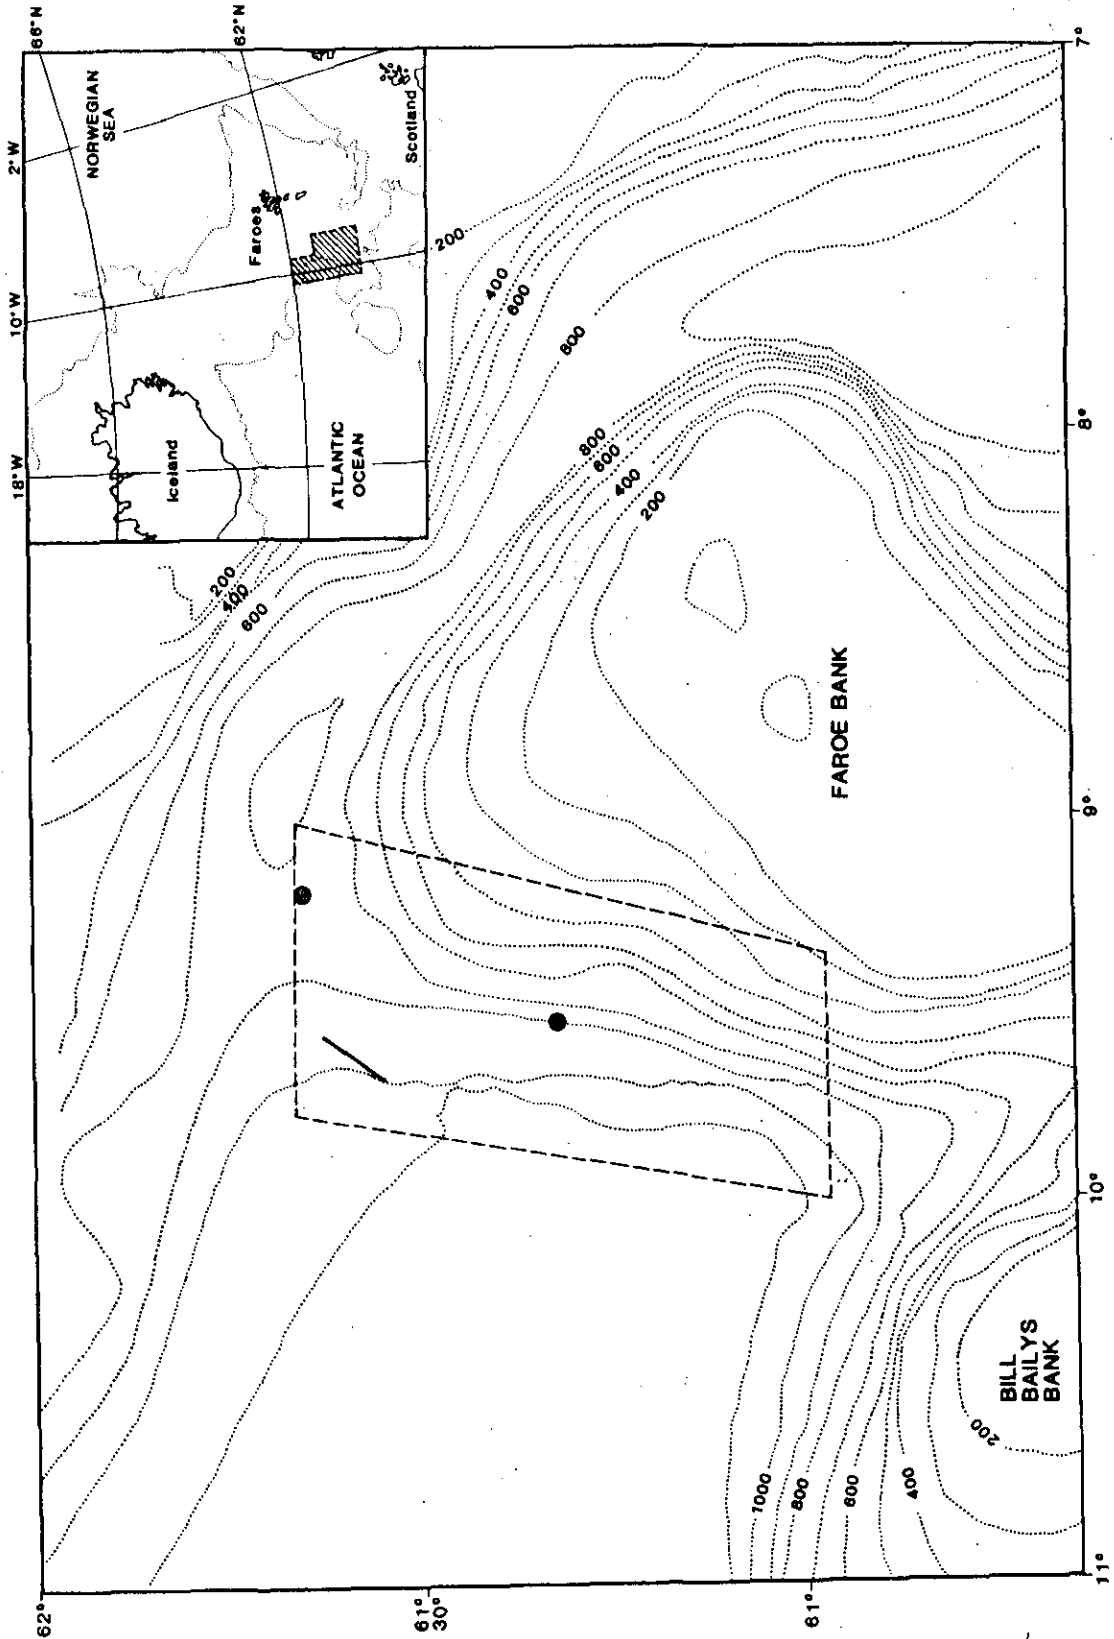 18°W
10°W
2°W
66°N
62°N
NORWEGIAN
SEA
Iceland
Faroes
Scotland
ATLANTIC
OCEAN
62°
61°
30
61°
200
400
600
200
400
600
800
800
600
400
200
FAROE BANK
1000
800
600
400
200
BILL
BAILYS
BANK
11°
10°
9°
8°
7°